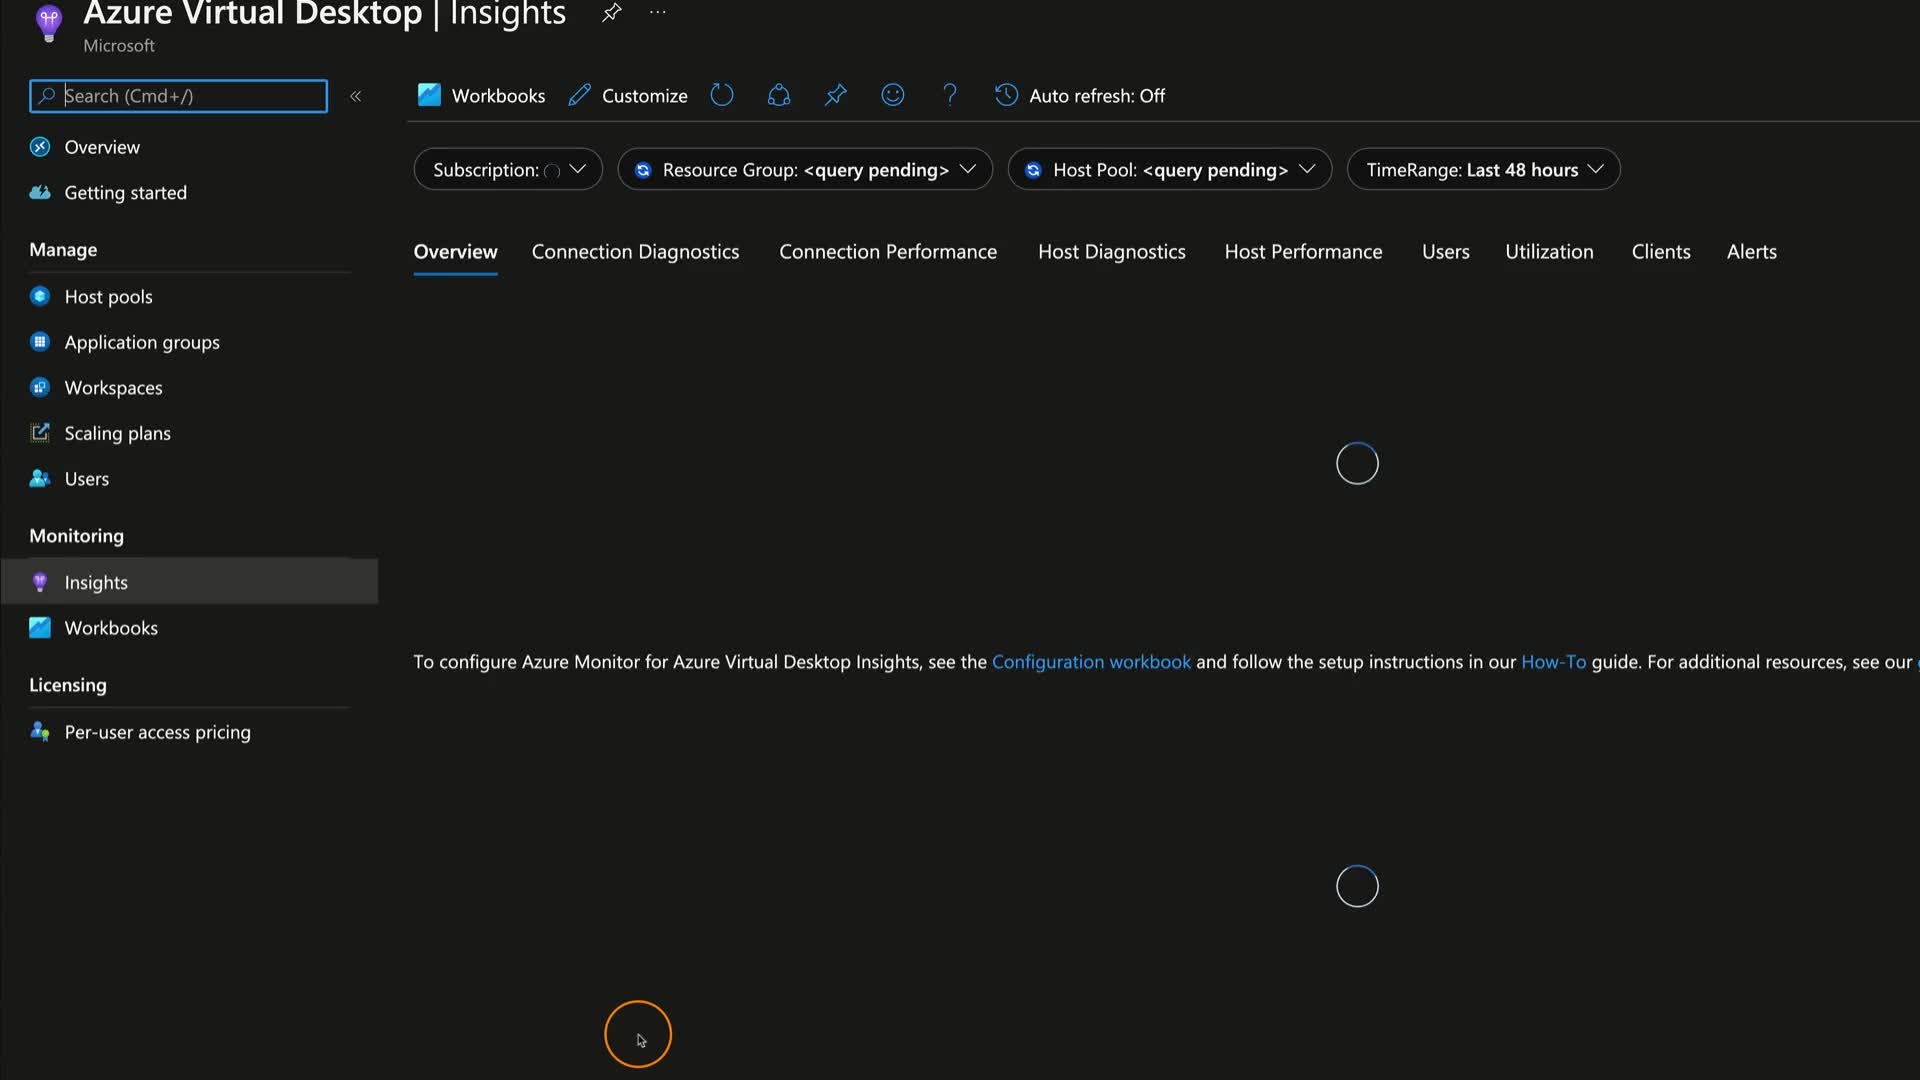 Azure Virtual Desktop | Insights
Microsoft
Search (Cmd+/)
Workbooks
Customize
Auto refresh: Off
Overview
Getting started
Subscription:
Resource Group: <query pending>
Host Pool: <query pending>
TimeRange: Last 48 hours
Overview
Connection Diagnostics
Connection Performance
Host Diagnostics
Host Performance
Users
Utilization
Clients
Alerts
Manage
Host pools
Application groups
Workspaces
Scaling plans
Users
Monitoring
Insights
Workbooks
Licensing
Per-user access pricing
To configure Azure Monitor for Azure Virtual Desktop Insights, see the Configuration workbook and follow the setup instructions in our How-To guide. For additional resources, see our